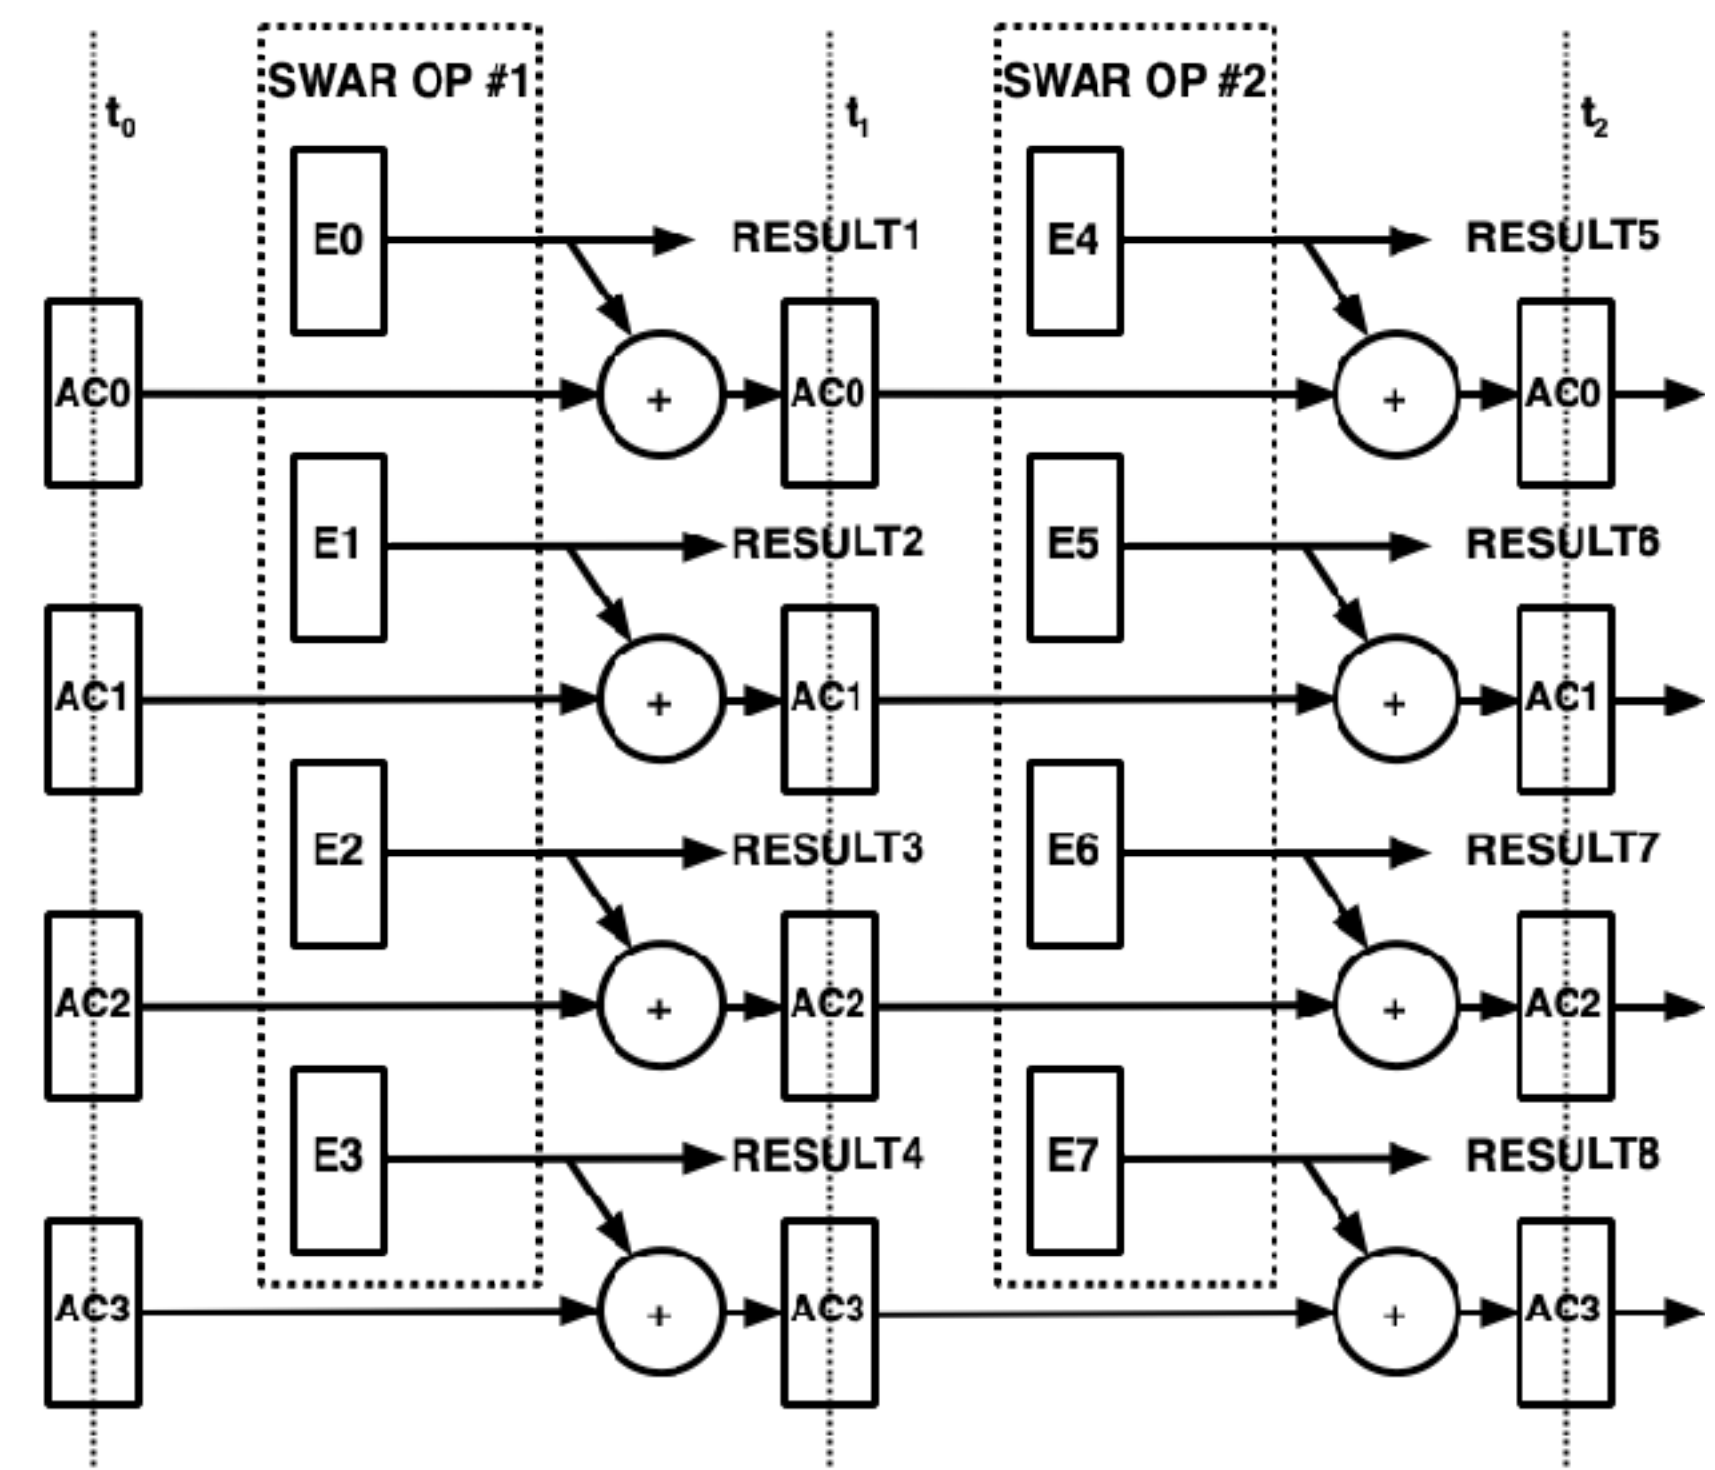 SWAR OP #1
SWAR OP #2
t0
t1
t2
E0
RESULT1
E4
RESULT5
AC0
+
AC0
+
AC0
E1
RESULT2
E5
RESULT6
AC1
+
AC1
+
AC1
E2
RESULT3
E6
RESULT7
AC2
+
AC2
+
AC2
E3
RESULT4
E7
RESULT8
AC3
+
AC3
+
AC3